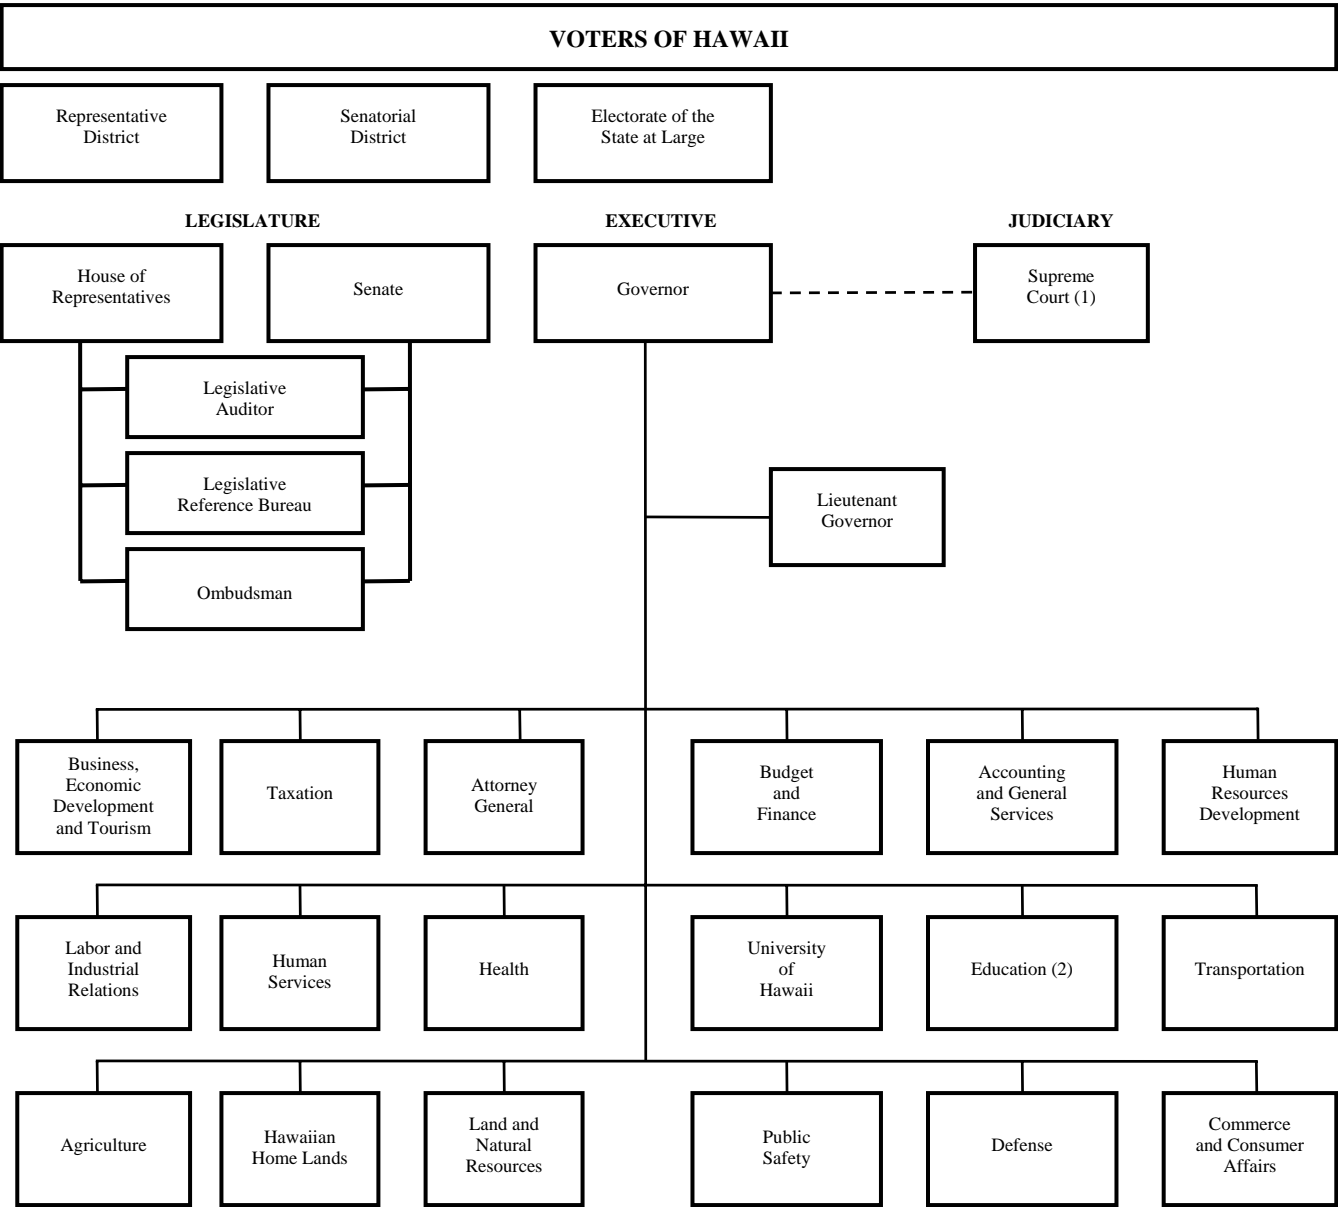 VOTERS OF HAWAII
Representative
District
Senatorial
District
Electorate of the
State at Large
LEGISLATURE
EXECUTIVE
JUDICIARY
House of
Representatives
Senate
Governor
Supreme
Court (1)
Legislative
Auditor
Legislative
Reference Bureau
Ombudsman
Lieutenant
Governor
Business,
Economic
Development
and Tourism
Taxation
Attorney
General
Budget
and
Finance
Accounting
and General
Services
Human
Resources
Development
Labor and
Industrial
Relations
Human
Services
Health
University
of
Hawaii
Education (2)
Transportation
Agriculture
Hawaiian
Home Lands
Land and
Natural
Resources
Public
Safety
Defense
Commerce
and Consumer
Affairs